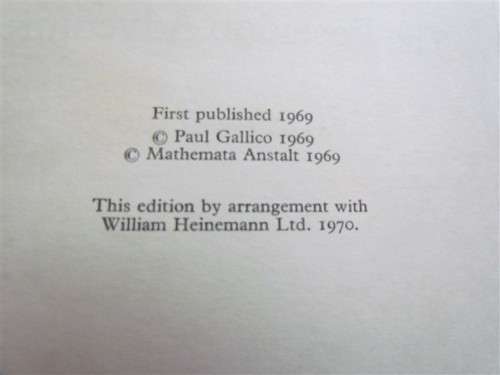 First published 1969
© Paul Gallico 1969
© Mathemata Anstalt 1969
This edition by arrangement with
William Heinemann Ltd. 1970.